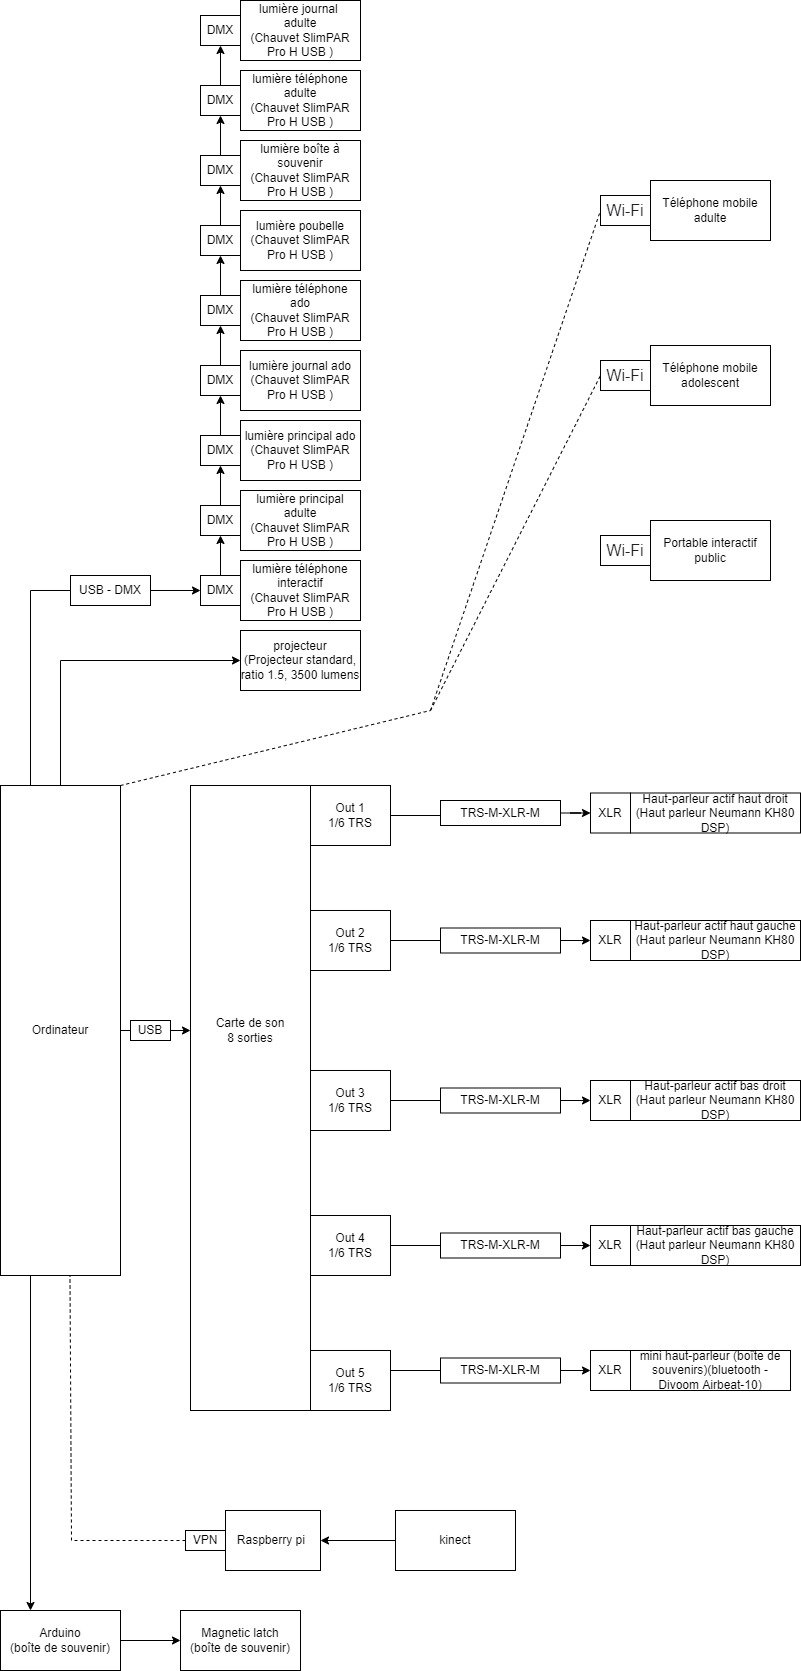 DMX
lumière journal
adulte
(Chauvet SlimPAR
Pro H USB )
DMX
lumière téléphone
adulte
(Chauvet SlimPAR
Pro H USB )
DMX
lumière boîte à
souvenir
(Chauvet SlimPAR
Pro H USB )
Wi-Fi
Téléphone mobile
adulte
DMX
lumière poubelle
(Chauvet SlimPAR
Pro H USB )
DMX
lumière téléphone
ado
(Chauvet SlimPAR
Pro H USB )
DMX
lumière journal ado
(Chauvet SlimPAR
Pro H USB )
Wi-Fi
Téléphone mobile
adolescent
DMX
lumière principal ado
(Chauvet SlimPAR
Pro H USB )
DMX
lumière principal
adulte
(Chauvet SlimPAR
Pro H USB )
Wi-Fi
Portable interactif
public
USB - DMX
DMX
lumière téléphone
interactif
(Chauvet SlimPAR
Pro H USB )
projecteur
(Projecteur standard,
ratio 1.5, 3500 lumens
Ordinateur
USB
Carte de son
8 sorties
Out 1
1/6 TRS
TRS-M-XLR-M
XLR
Haut-parleur actif haut droit
(Haut parleur Neumann KH80
DSP)
Out 2
1/6 TRS
TRS-M-XLR-M
XLR
Haut-parleur actif haut gauche
(Haut parleur Neumann KH80
DSP)
Out 3
1/6 TRS
TRS-M-XLR-M
XLR
Haut-parleur actif bas droit
(Haut parleur Neumann KH80
DSP)
Out 4
1/6 TRS
TRS-M-XLR-M
XLR
Haut-parleur actif bas gauche
(Haut parleur Neumann KH80
DSP)
Out 5
1/6 TRS
TRS-M-XLR-M
XLR
mini haut-parleur (boîte de
souvenirs)(bluetooth -
Divoom Airbeat-10)
VPN
Raspberry pi
kinect
Arduino
(boîte de souvenir)
Magnetic latch
(boîte de souvenir)